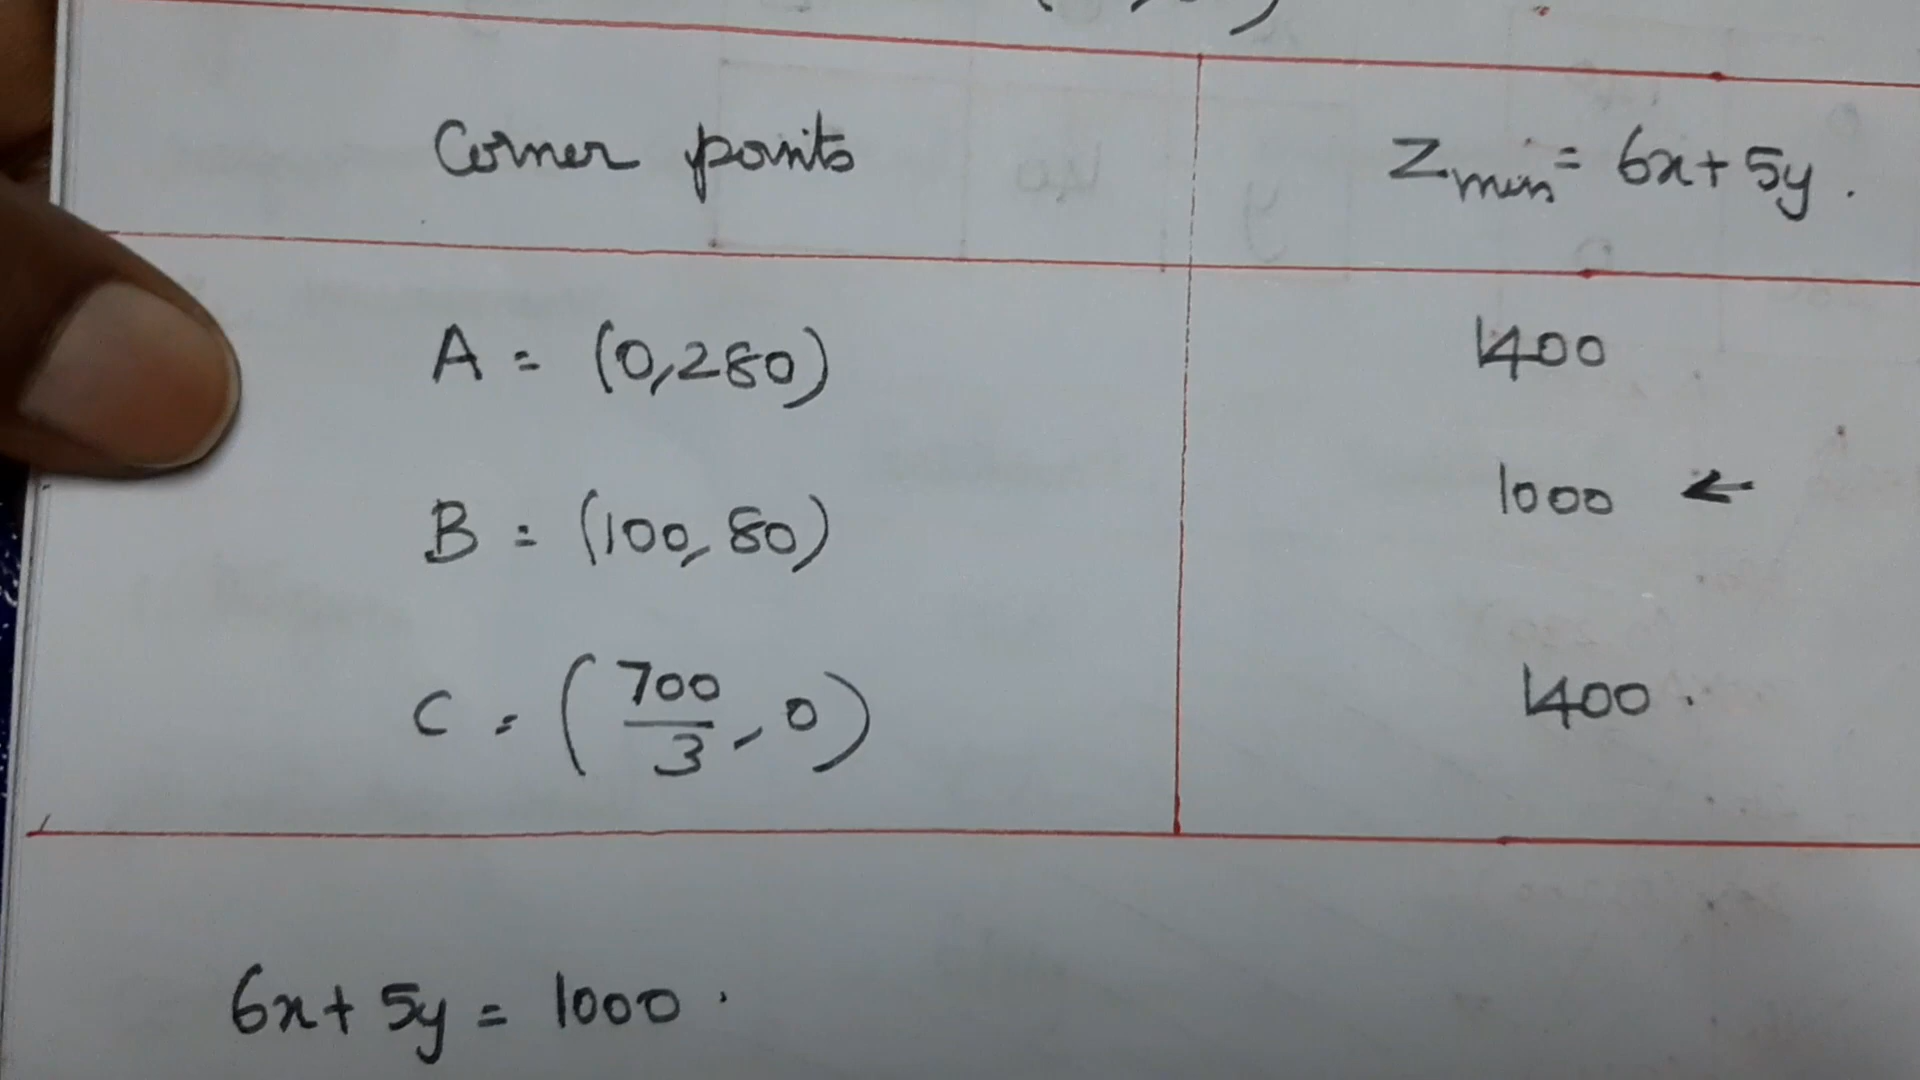 Corner points
Zmin = 6x + 5y.
A = (0, 280)
1400
B = (100, 80)
1000 ←
C = (700/3, 0)
1400.
6x + 5y = 1000.